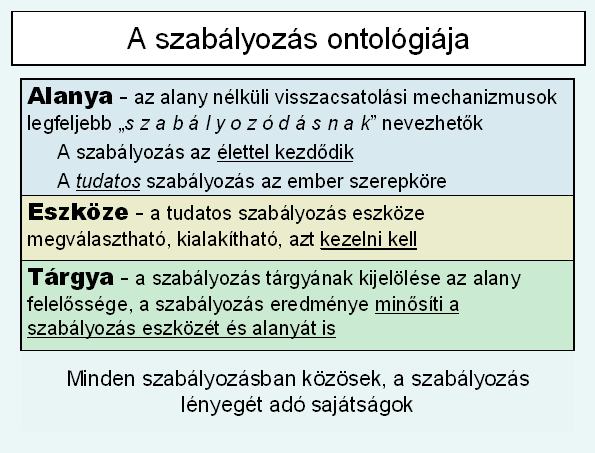 A szabályozás ontológiája
Alanya - az alany nélküli visszacsatolási mechanizmusok
legfeljebb „s z a b á l y o z ó d á s n a k” nevezhetők
A szabályozás az élettel kezdődik
A tudatos szabályozás az ember szerepköre
Eszköze - a tudatos szabályozás eszköze
megválasztható, kialakítható, azt kezelni kell
Tárgya - a szabályozás tárgyának kijelölése az alany
felelőssége, a szabályozás eredménye minősíti a
szabályozás eszközét és alanyát is
Minden szabályozásban közösek, a szabályozás
lényegét adó sajátságok